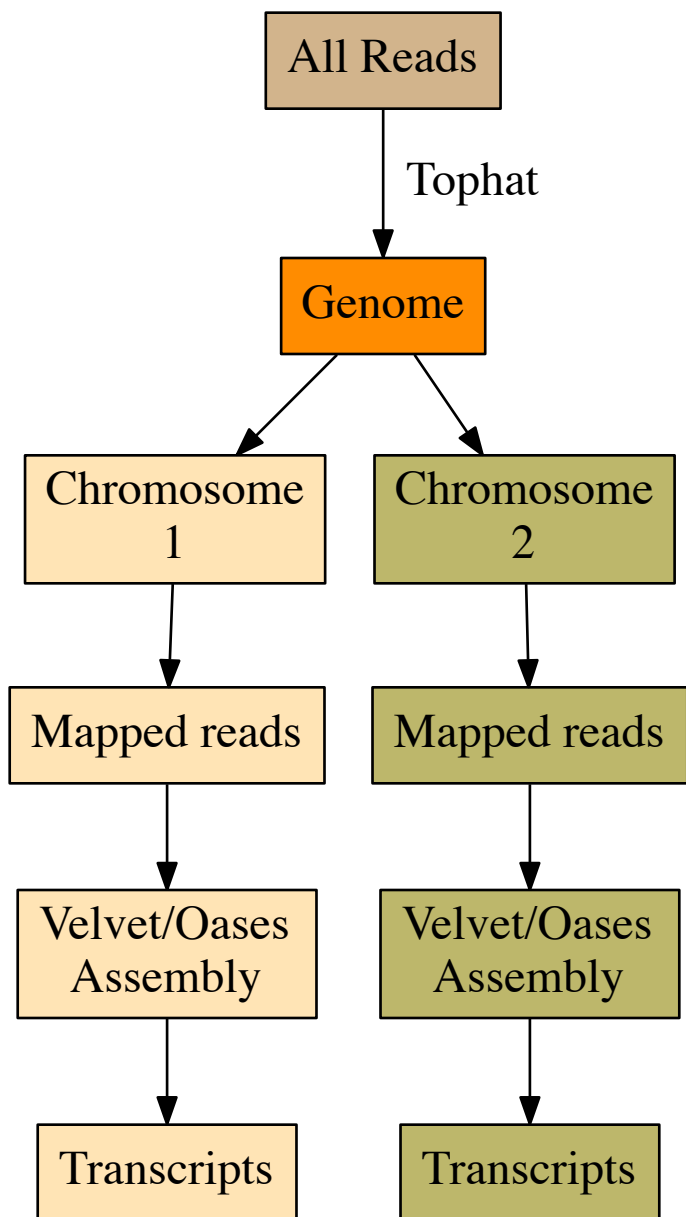 All Reads
Tophat
Genome
Chromosome
1
Chromosome
2
Mapped reads
Mapped reads
Velvet/Oases
Assembly
Velvet/Oases
Assembly
Transcripts
Transcripts